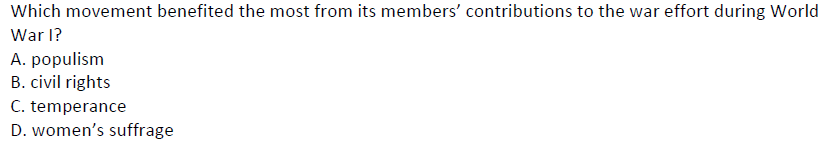 Which movement benefited the most from its members’ contributions to the war effort during World
War I?
A. populism
B. civil rights
C. temperance
D. women’s suffrage